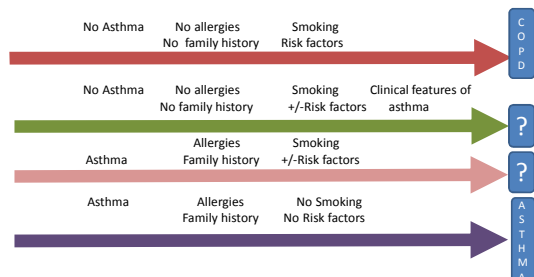 No Asthma No allergies Smoking
No family history Risk factors
C
O
P
D
No Asthma No allergies Smoking Clinical features of
No family history +/-Risk factors asthma
?
Allergies Smoking
Asthma Family history +/-Risk factors
?
Asthma Allergies No Smoking
Family history No Risk factors
A
S
T
H
M
A